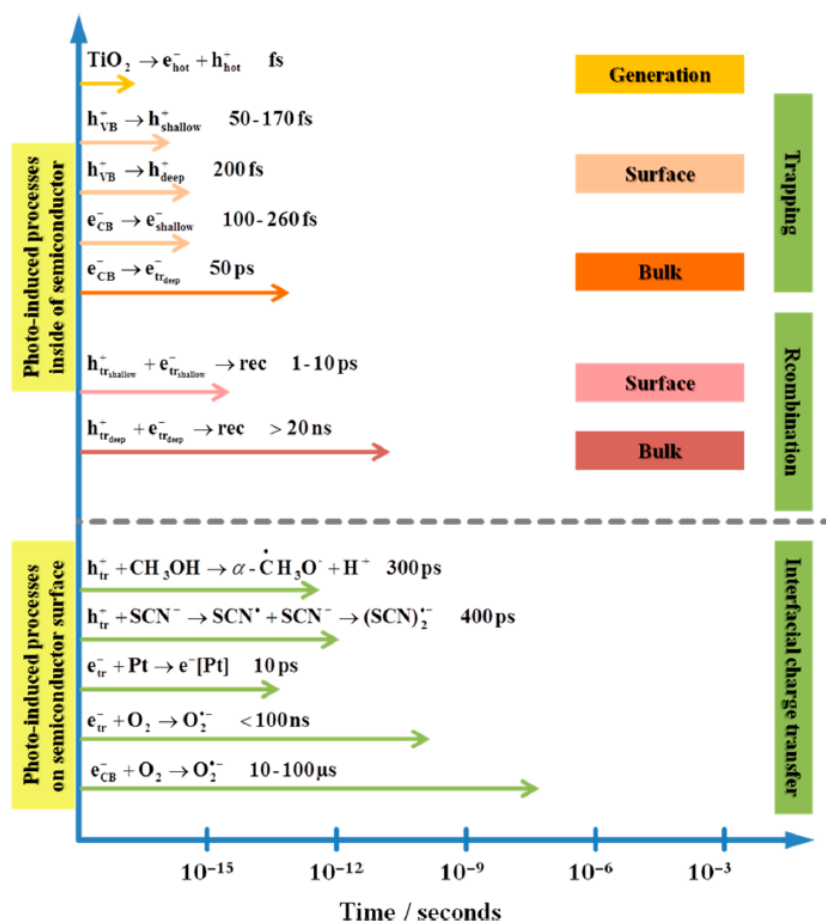 TiO₂ → e⁻hot + h⁺hot fs
Generation
h⁺VB → h⁺shallow 50-170 fs
h⁺VB → h⁺deep 200 fs
Surface
e⁻CB → e⁻shallow 100-260 fs
e⁻CB → e⁻trdeep 50 ps
Bulk
Trapping
Photo-induced processes
inside of semiconductor
h⁺trshallow + e⁻trshallow → rec 1-10 ps
Surface
h⁺trdeep + e⁻trdeep → rec > 20 ns
Bulk
Rcombination
h⁺tr + CH₃OH → α-ĊH₃O⁻ + H⁺ 300 ps
h⁺tr + SCN⁻ → SCN• + SCN⁻ → (SCN)₂•⁻ 400 ps
e⁻tr + Pt → e⁻[Pt] 10 ps
e⁻tr + O₂ → O₂•⁻ < 100 ns
e⁻CB + O₂ → O₂•⁻ 10-100 μs
Photo-induced processes
on semiconductor surface
Interfacial charge transfer
10⁻¹⁵ 10⁻¹² 10⁻⁹ 10⁻⁶ 10⁻³
Time / seconds